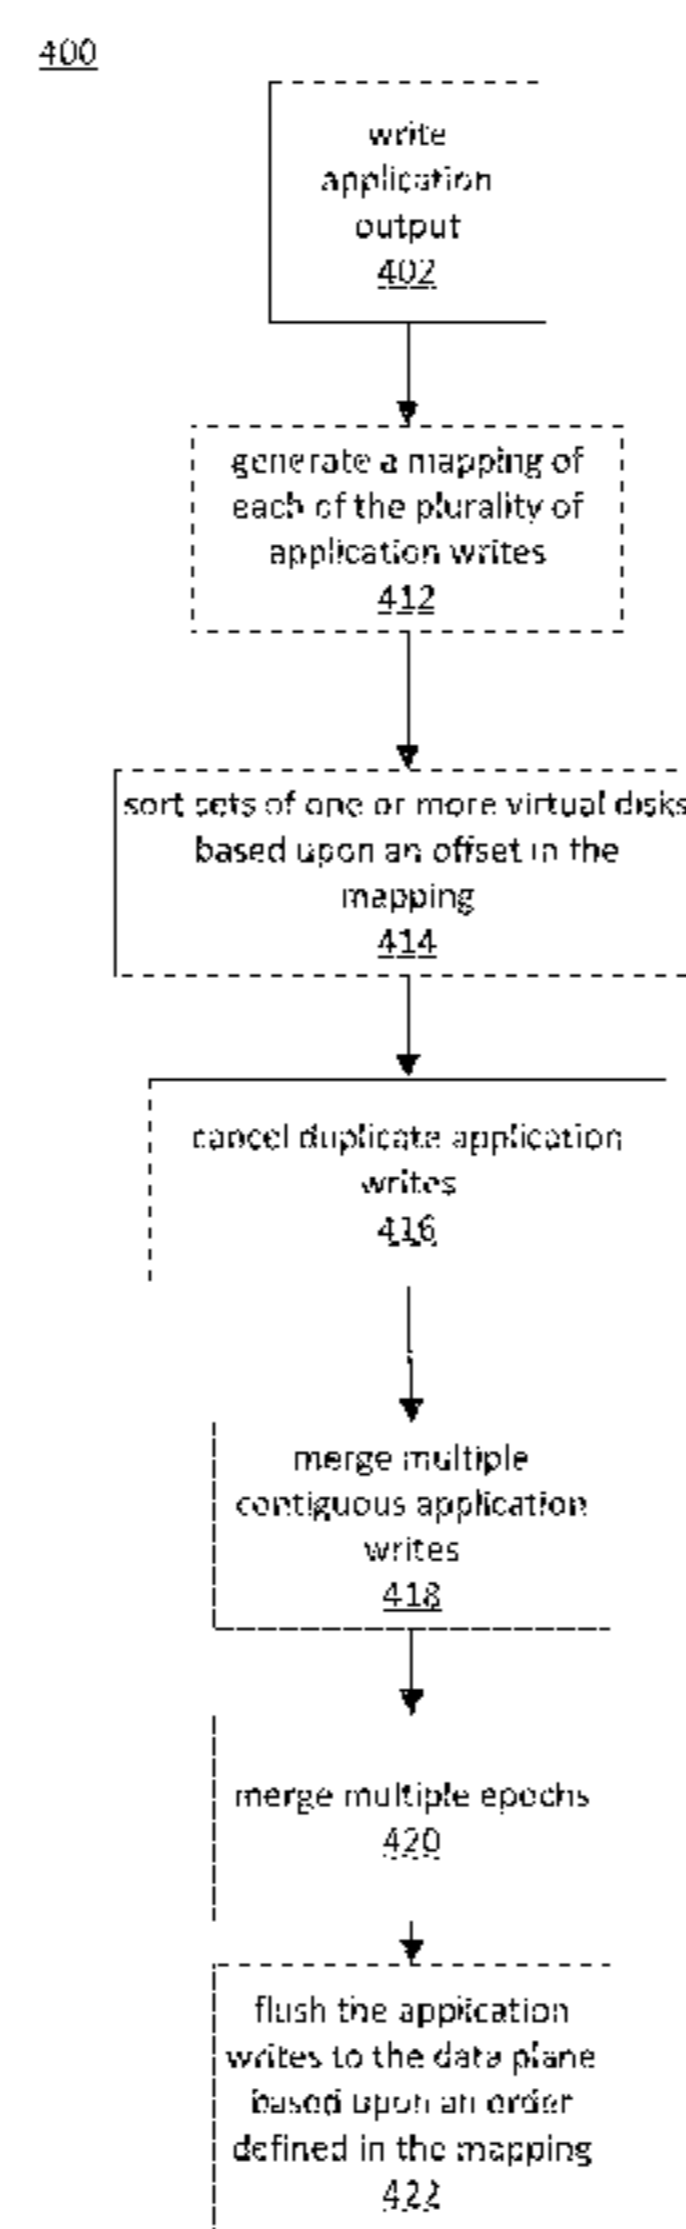 400
write
application
output
402
generate a mapping of
each of the plurality of
application writes
412
sort sets of one or more virtual disks
based upon an offset in the
mapping
414
cancel duplicate application
writes
416
merge multiple
contiguous application
writes
418
merge multiple epochs
420
flush the application
writes to the data plane
based upon an order
defined in the mapping
422